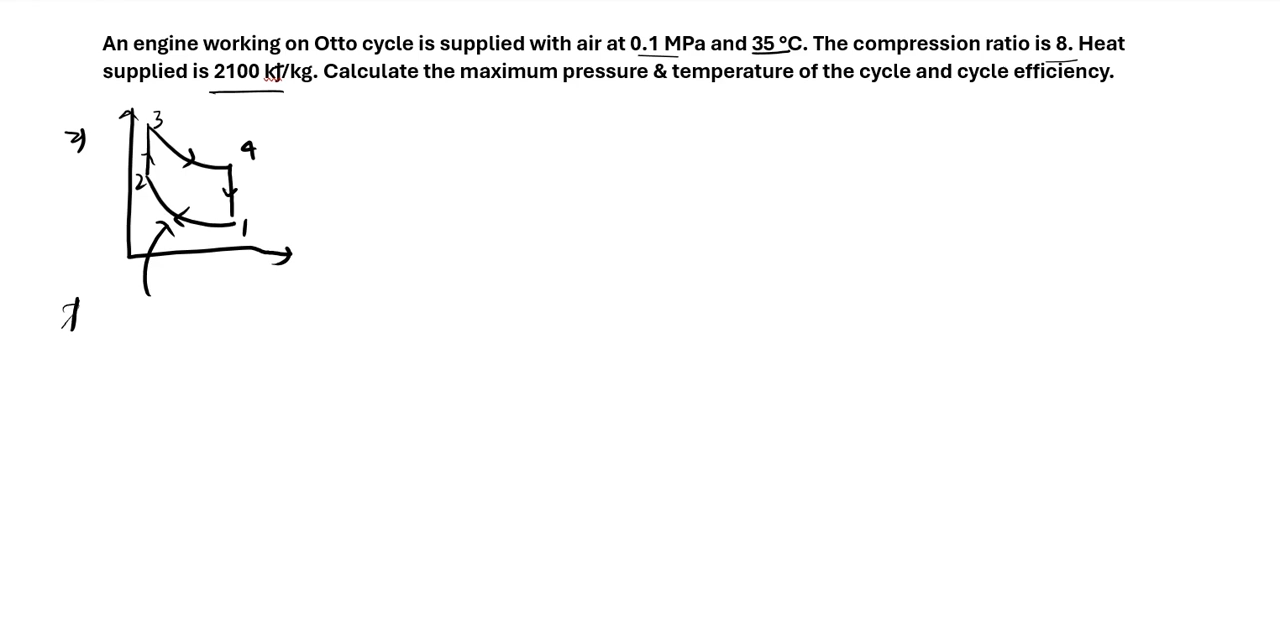 An engine working on Otto cycle is supplied with air at 0.1 MPa and 35 °C. The compression ratio is 8. Heat
supplied is 2100 kJ/kg. Calculate the maximum pressure & temperature of the cycle and cycle efficiency.
3
4
2
1